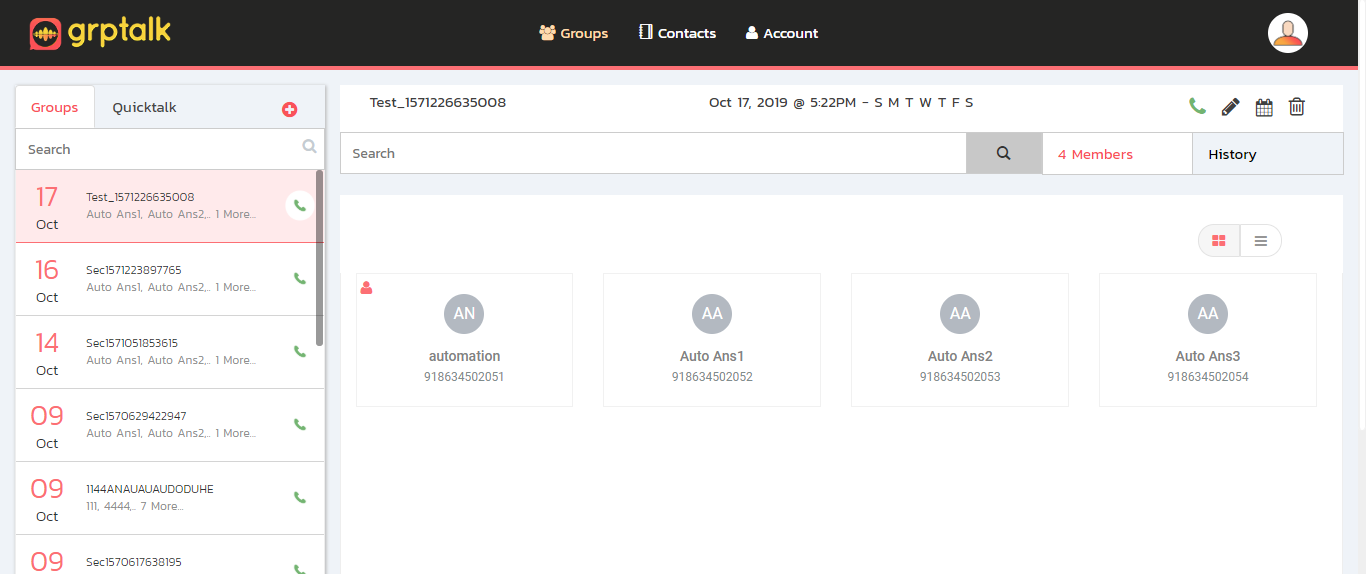 grptalk
Groups Contacts Account
Groups Quicktalk
Search
17 Oct
Test_1571226635008
Auto Ans1, Auto Ans2,.. 1 More...
16 Oct
Sec1571223897765
Auto Ans1, Auto Ans2,.. 1 More...
14 Oct
Sec1571051853615
Auto Ans1, Auto Ans2,.. 1 More...
09 Oct
Sec1570629422947
Auto Ans1, Auto Ans2,.. 1 More...
09 Oct
1144ANAUAUAUDODUHE
111, 4444,.. 7 More...
09
Sec1570617638195
Test_1571226635008 Oct 17, 2019 @ 5:22PM - S M T W T F S
Search 4 Members History
AN
automation
918634502051
AA
Auto Ans1
918634502052
AA
Auto Ans2
918634502053
AA
Auto Ans3
918634502054